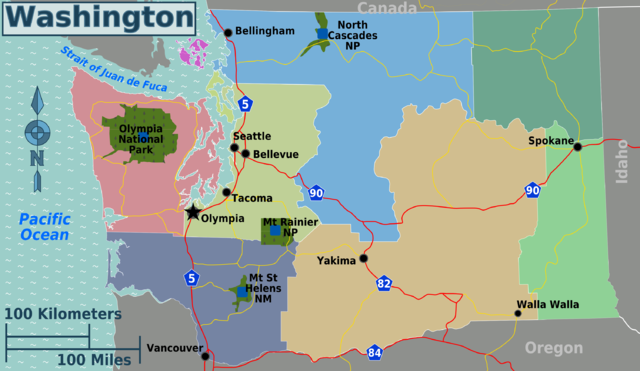 Washington
Canada
Bellingham
North
Cascades
NP
Strait of Juan de Fuca
5
Olympia
National
Park
Seattle
Bellevue
Spokane
Idaho
N
90
90
Tacoma
Olympia
Pacific
Ocean
Mt Rainier
NP
Yakima
5
Mt St
Helens
NM
82
Walla Walla
100 Kilometers
100 Miles
Vancouver
84
Oregon